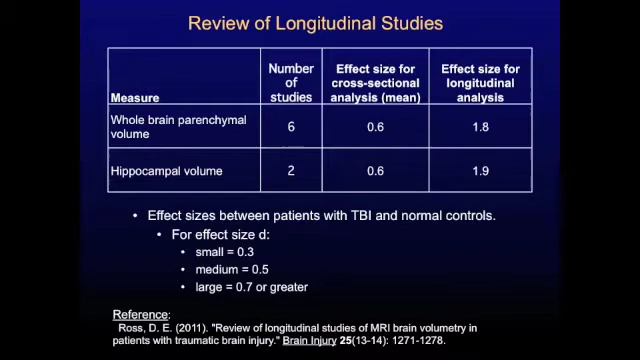 Review of Longitudinal Studies
Measure
Number of studies
Effect size for cross-sectional analysis (mean)
Effect size for longitudinal analysis
Whole brain parenchymal volume
6
0.6
1.8
Hippocampal volume
2
0.6
1.9
• Effect sizes between patients with TBI and normal controls.
• For effect size d:
• small = 0.3
• medium = 0.5
• large = 0.7 or greater
Reference:
Ross, D. E. (2011). "Review of longitudinal studies of MRI brain volumetry in
patients with traumatic brain injury." Brain Injury 25(13-14): 1271-1278.